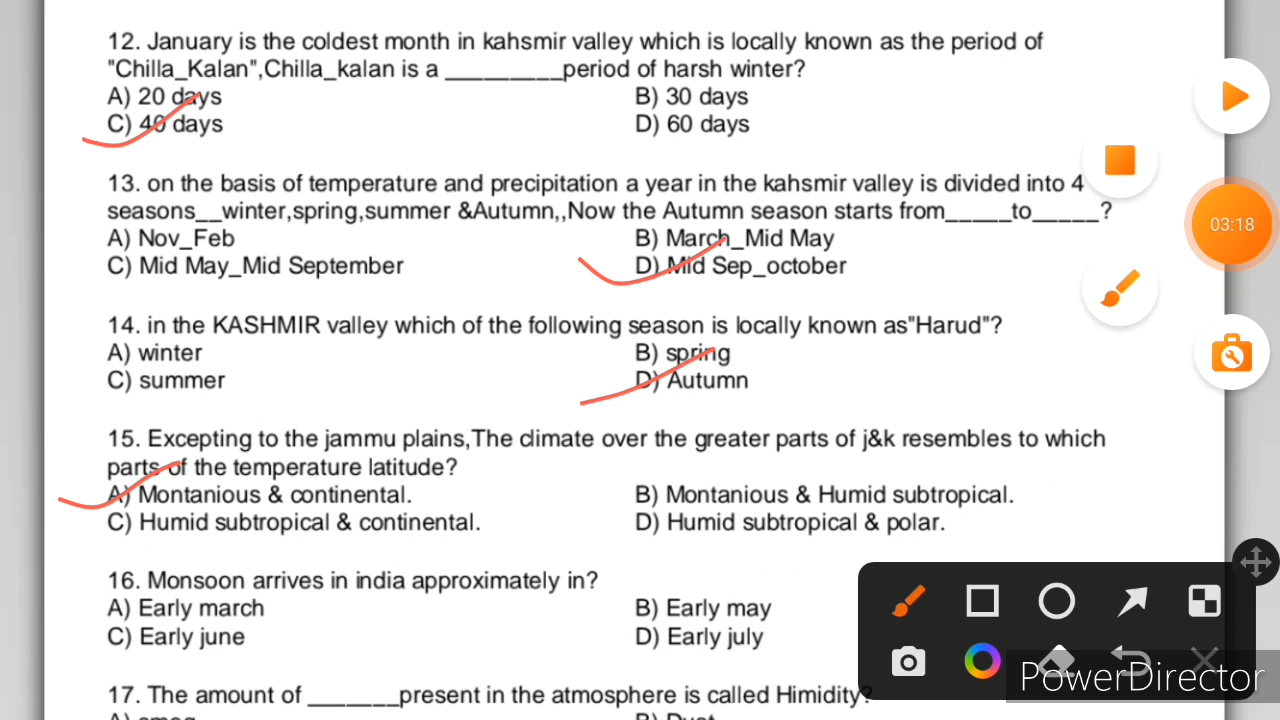 12. January is the coldest month in kahsmir valley which is locally known as the period of
"Chilla_Kalan",Chilla_kalan is a _________period of harsh winter?
A) 20 days B) 30 days
C) 40 days D) 60 days
13. on the basis of temperature and precipitation a year in the kahsmir valley is divided into 4
seasons__winter,spring,summer &Autumn,,Now the Autumn season starts from_____to_____?
A) Nov_Feb B) March_Mid May
C) Mid May_Mid September D) Mid Sep_october
14. in the KASHMIR valley which of the following season is locally known as"Harud"?
A) winter B) spring
C) summer D) Autumn
15. Excepting to the jammu plains,The climate over the greater parts of j&k resembles to which
parts of the temperature latitude?
A) Montanious & continental. B) Montanious & Humid subtropical.
C) Humid subtropical & continental. D) Humid subtropical & polar.
16. Monsoon arrives in india approximately in?
A) Early march B) Early may
C) Early june D) Early july
17. The amount of _______present in the atmosphere is called Himidity?
A) smog B) Dust
03:18
PowerDirector